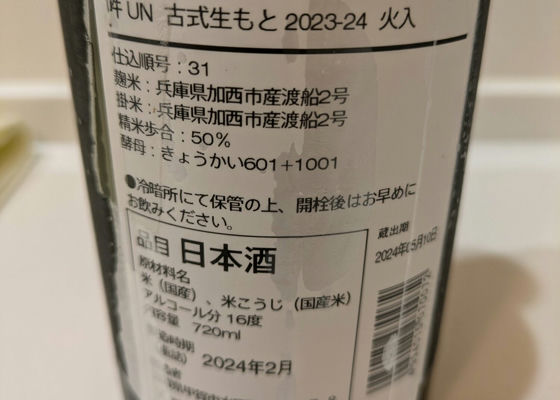 UN 古式生もと 2023-24 火入
仕込順号：31
麹米：兵庫県加西市産渡船2号
掛米：兵庫県加西市産渡船2号
精米歩合：50%
酵母：きょうかい601+1001
●冷暗所にて保管の上、開栓後はお早めに
お飲みください。
品目 日本酒
蔵出期
2024年05月10日
原材料名
米（国産）、米こうじ（国産米）
アルコール分 16度
容量 720ml
時期
2024年2月